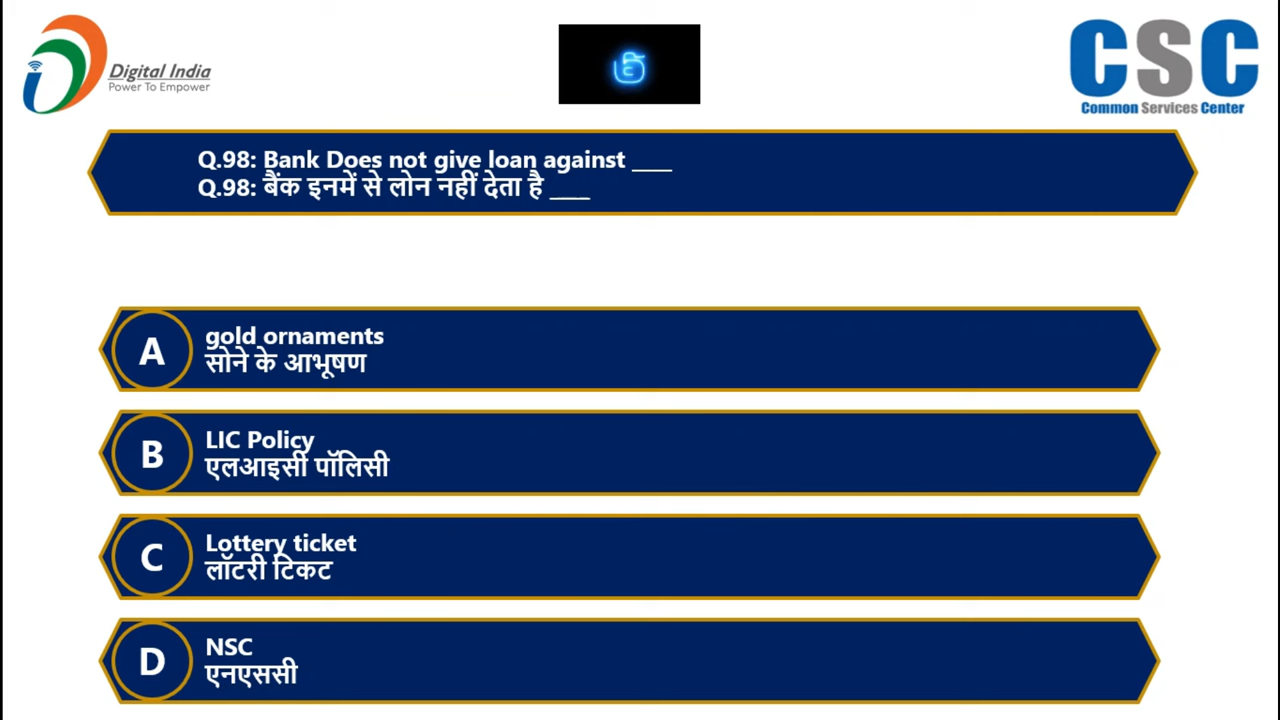 Digital India
Power To Empower
CSC
Common Services Center
Q.98: Bank Does not give loan against ____
Q.98: बैंक इनमें से लोन नहीं देता है ____
A
gold ornaments
सोने के आभूषण
B
LIC Policy
एलआइसी पॉलिसी
C
Lottery ticket
लॉटरी टिकट
D
NSC
एनएससी